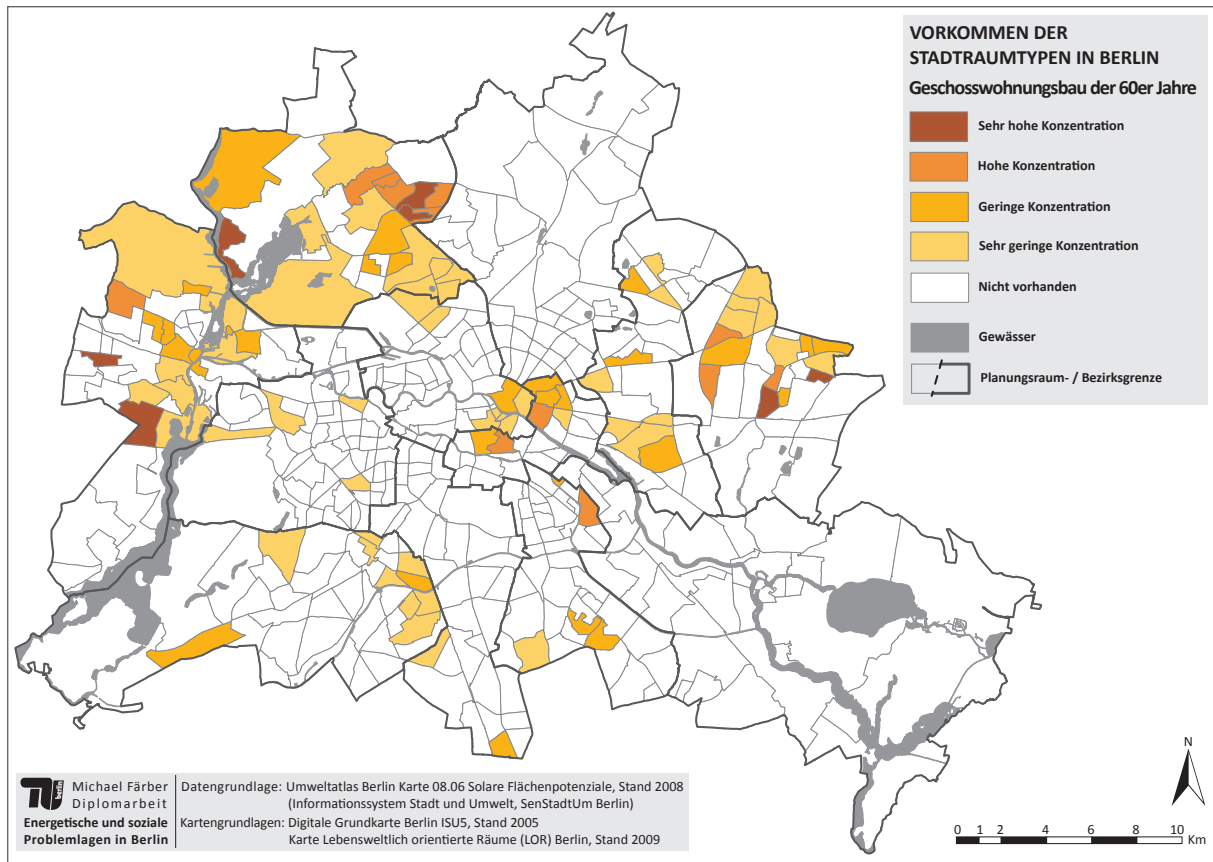 VORKOMMEN DER
STADTRAUMTYPEN IN BERLIN
Geschosswohnungsbau der 60er Jahre
Sehr hohe Konzentration
Hohe Konzentration
Geringe Konzentration
Sehr geringe Konzentration
Nicht vorhanden
Gewässer
Planungsraum- / Bezirksgrenze
berlin
Michael Färber
Diplomarbeit
Energetische und soziale
Problemlagen in Berlin
Datengrundlage: Umweltatlas Berlin Karte 08.06 Solare Flächenpotenziale, Stand 2008
(Informationssystem Stadt und Umwelt, SenStadtUm Berlin)
Kartengrundlagen: Digitale Grundkarte Berlin ISU5, Stand 2005
Karte Lebensweltlich orientierte Räume (LOR) Berlin, Stand 2009
N
0 1 2 4 6 8 10
Km